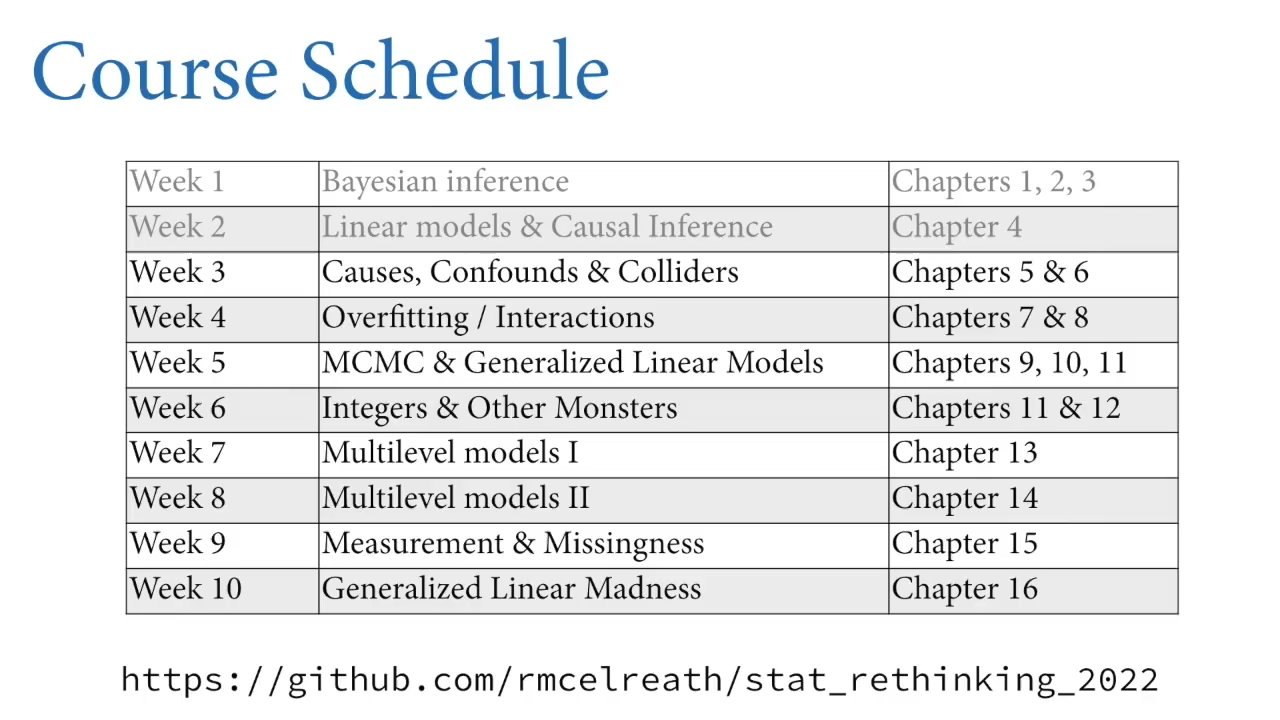 Course Schedule
Week 1 Bayesian inference Chapters 1, 2, 3
Week 2 Linear models & Causal Inference Chapter 4
Week 3 Causes, Confounds & Colliders Chapters 5 & 6
Week 4 Overfitting / Interactions Chapters 7 & 8
Week 5 MCMC & Generalized Linear Models Chapters 9, 10, 11
Week 6 Integers & Other Monsters Chapters 11 & 12
Week 7 Multilevel models I Chapter 13
Week 8 Multilevel models II Chapter 14
Week 9 Measurement & Missingness Chapter 15
Week 10 Generalized Linear Madness Chapter 16
https://github.com/rmcelreath/stat_rethinking_2022